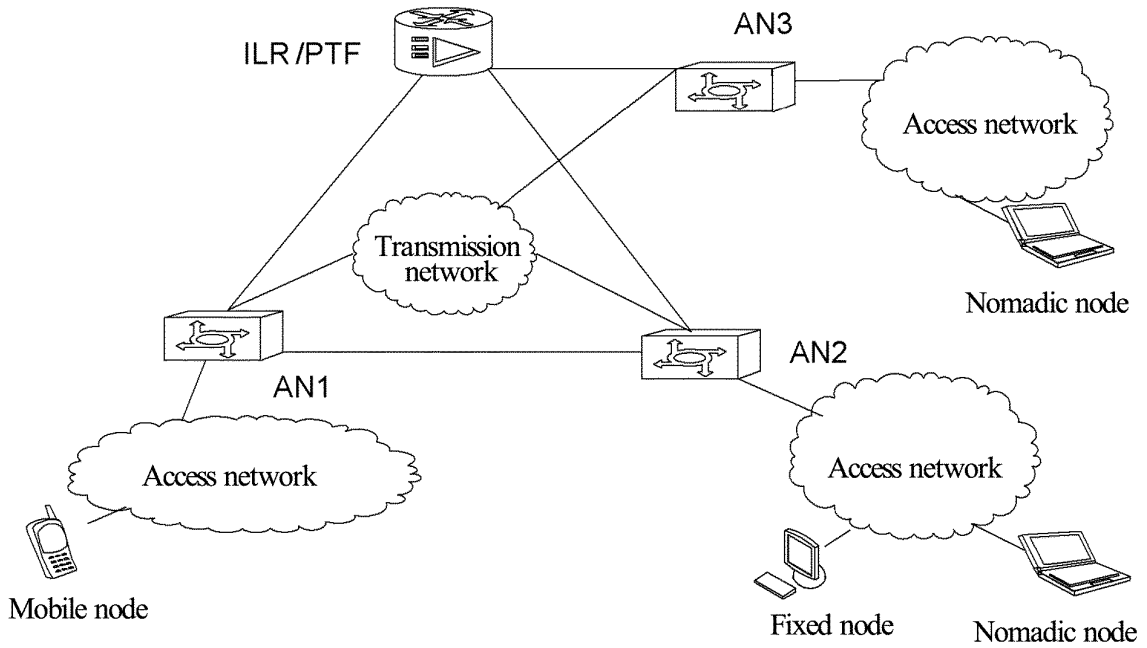 AN3
ILR /PTF
Access network
Transmission
network
Nomadic node
AN2
AN1
Access network
Access network
Mobile node
Fixed node
Nomadic node